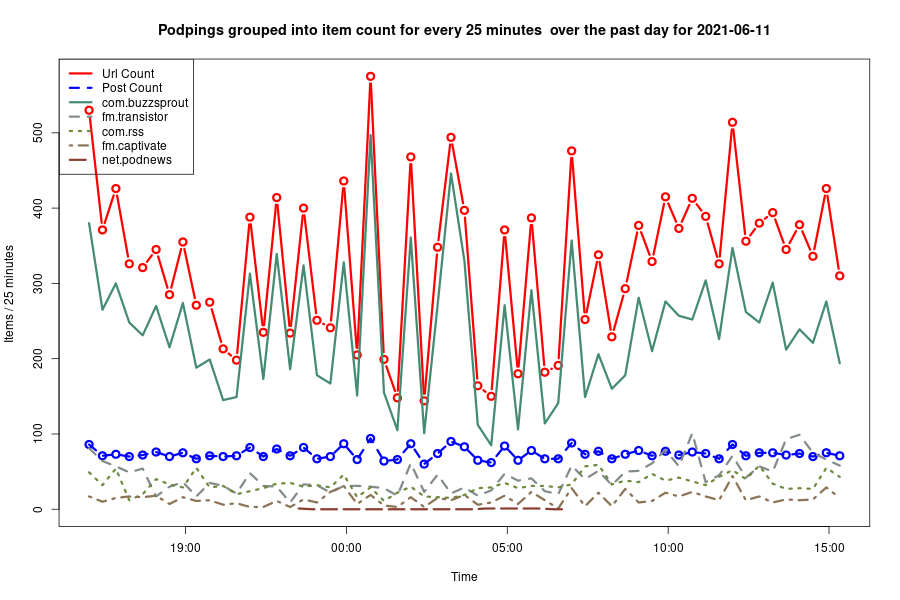 Podpings grouped into item count for every 25 minutes  over the past day for 2021-06-11
Url Count
Post Count
com.buzzsprout
fm.transistor
com.rss
fm.captivate
net.podnews
Items / 25 minutes
500
400
300
200
100
0
19:00 00:00 05:00 10:00 15:00
Time